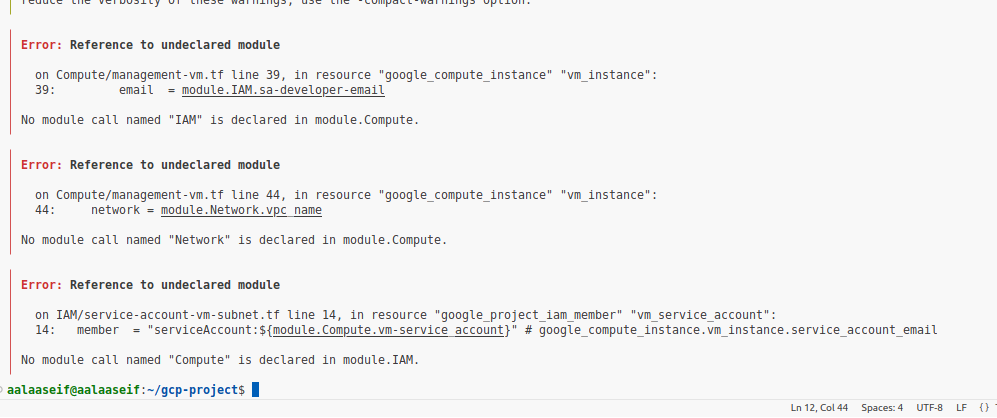 reduce the verbosity of these warnings, use the -compact-warnings option.
Error: Reference to undeclared module
on Compute/management-vm.tf line 39, in resource "google_compute_instance" "vm_instance":
39: email = module.IAM.sa-developer-email
No module call named "IAM" is declared in module.Compute.
Error: Reference to undeclared module
on Compute/management-vm.tf line 44, in resource "google_compute_instance" "vm_instance":
44: network = module.Network.vpc_name
No module call named "Network" is declared in module.Compute.
Error: Reference to undeclared module
on IAM/service-account-vm-subnet.tf line 14, in resource "google_project_iam_member" "vm_service_account":
14: member = "serviceAccount:${module.Compute.vm-service_account}" # google_compute_instance.vm_instance.service_account_email
No module call named "Compute" is declared in module.IAM.
aalaaseif@aalaaseif:~/gcp-project$
Ln 12, Col 44 Spaces: 4 UTF-8 LF {}